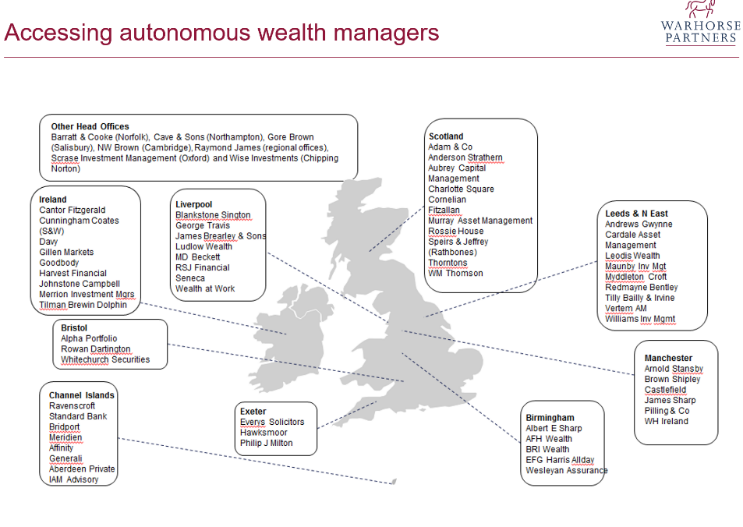 Accessing autonomous wealth managers
WARHORSE
PARTNERS
Other Head Offices
Barratt & Cooke (Norfolk), Cave & Sons (Northampton), Gore Brown
(Salisbury), NW Brown (Cambridge), Raymond James (regional offices),
Scrase Investment Management (Oxford) and Wise Investments (Chipping
Norton)
Scotland
Adam & Co
Anderson Strathern
Aubrey Capital
Management
Charlotte Square
Cornelian
Fitzallan
Murray Asset Management
Rossie House
Speirs & Jeffrey
(Rathbones)
Thorntons
WM Thomson
Ireland
Cantor Fitzgerald
Cunningham Coates
(S&W)
Davy
Gillen Markets
Goodbody
Harvest Financial
Johnstone Campbell
Merrion Investment Mgrs
Tilman Brewin Dolphin
Liverpool
Blankstone Sington
George Travis
James Brearley & Sons
Ludlow Wealth
MD Beckett
RSJ Financial
Seneca
Wealth at Work
Leeds & N East
Andrews Gwynne
Cardale Asset
Management
Leodis Wealth
Maunby Inv Mgt
Myddleton Croft
Redmayne Bentley
Tilly Bailly & Irvine
Vertem AM
Williams Inv Mgmt
Bristol
Alpha Portfolio
Rowan Dartington
Whitechurch Securities
Manchester
Arnold Stansby
Brown Shipley
Castlefield
James Sharp
Pilling & Co
WH Ireland
Channel Islands
Ravenscroft
Standard Bank
Bridport
Meridien
Affinity
Generali
Aberdeen Private
IAM Advisory
Exeter
Everys Solicitors
Hawksmoor
Philip J Milton
Birmingham
Albert E Sharp
AFH Wealth
BRI Wealth
EFG Harris Allday
Wesleyan Assurance